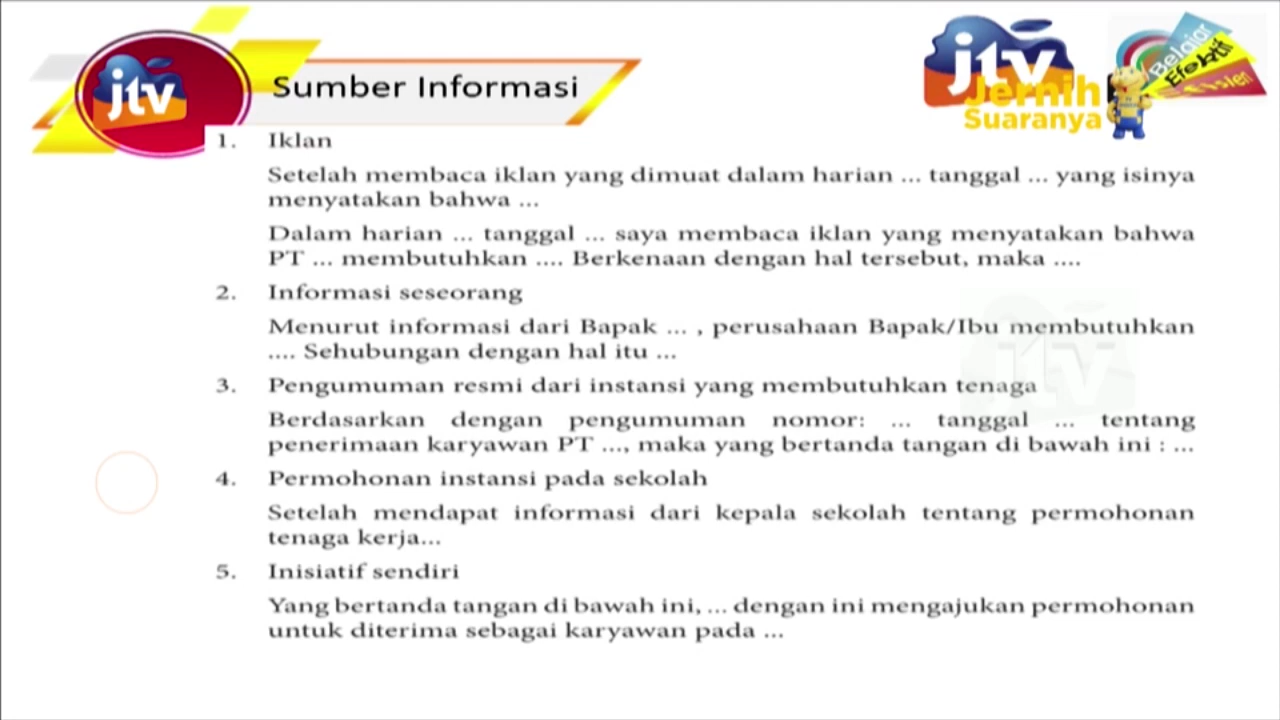 jtv
Sumber Informasi
jtv
Jernih
Suaranya
Belajar
Efektif
1. Iklan
Setelah membaca iklan yang dimuat dalam harian ... tanggal ... yang isinya
menyatakan bahwa ...
Dalam harian ... tanggal ... saya membaca iklan yang menyatakan bahwa
PT ... membutuhkan .... Berkenaan dengan hal tersebut, maka ....
2. Informasi seseorang
Menurut informasi dari Bapak ... , perusahaan Bapak/Ibu membutuhkan
.... Sehubungan dengan hal itu ...
3. Pengumuman resmi dari instansi yang membutuhkan tenaga
Berdasarkan dengan pengumuman nomor: ... tanggal ... tentang
penerimaan karyawan PT ..., maka yang bertanda tangan di bawah ini : ...
4. Permohonan instansi pada sekolah
Setelah mendapat informasi dari kepala sekolah tentang permohonan
tenaga kerja...
5. Inisiatif sendiri
Yang bertanda tangan di bawah ini, ... dengan ini mengajukan permohonan
untuk diterima sebagai karyawan pada ...
jtv